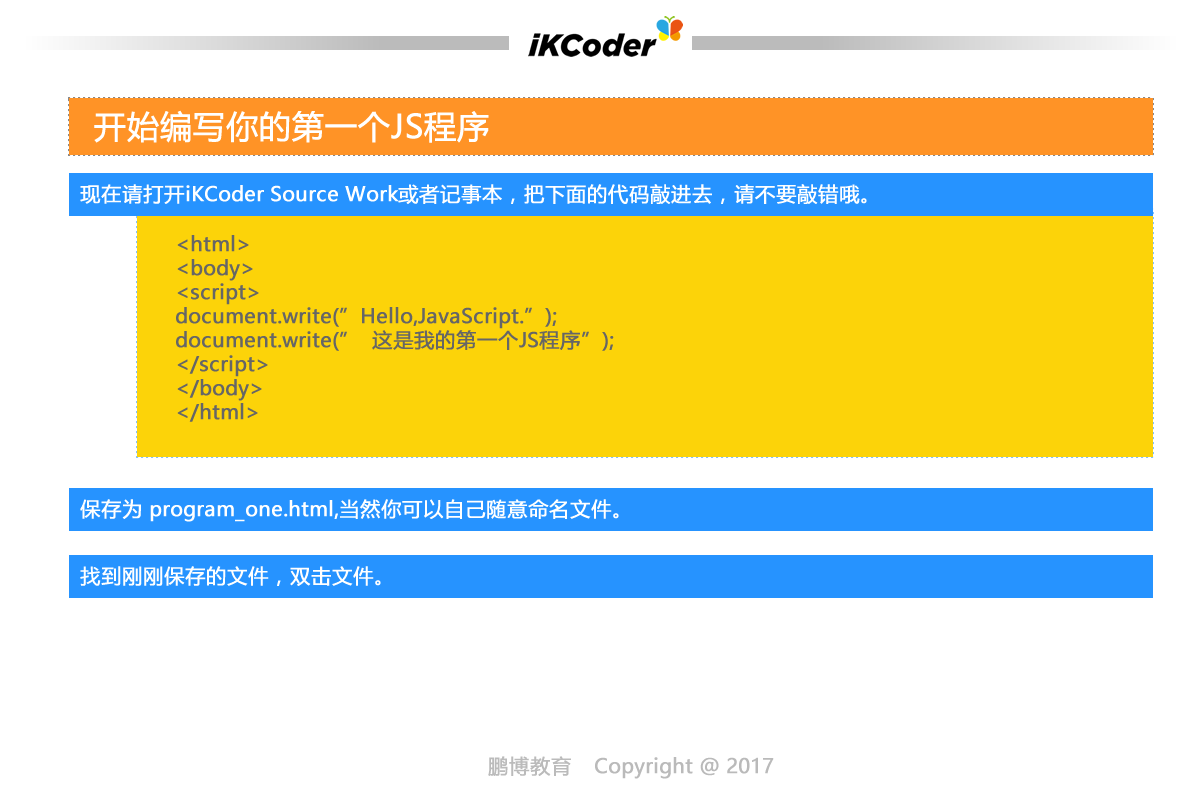 iKCoder
开始编写你的第一个JS程序
现在请打开iKCoder Source Work或者记事本，把下面的代码敲进去，请不要敲错哦。
<html>
<body>
<script>
document.write(” Hello,JavaScript.” );
document.write(” 这是我的第一个JS程序” );
</script>
</body>
</html>
保存为 program_one.html,当然你可以自己随意命名文件。
找到刚刚保存的文件，双击文件。
鹏博教育 Copyright @ 2017